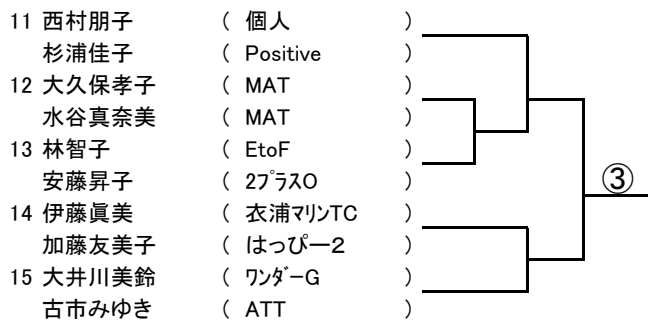 11 西村朋子 ( 個人 )
杉浦佳子 ( Positive )
12 大久保孝子 ( MAT )
水谷真奈美 ( MAT )
13 林智子 ( EtoF )
安藤昇子 ( 2プラスO )
③
14 伊藤眞美 ( 衣浦マリンTC )
加藤友美子 ( はっぴー2 )
15 大井川美鈴 ( ワンダーG )
古市みゆき ( ATT )